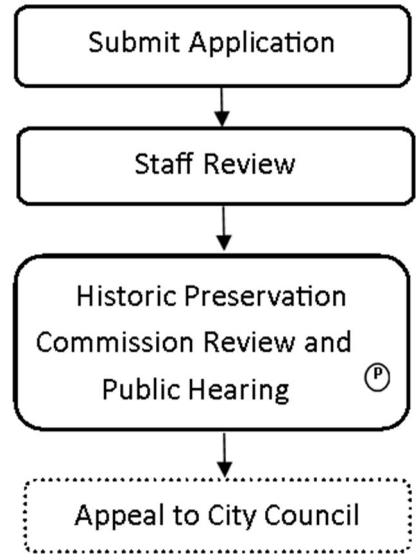 Submit Application
Staff Review
Historic Preservation
Commission Review and
Public Hearing
P
Appeal to City Council